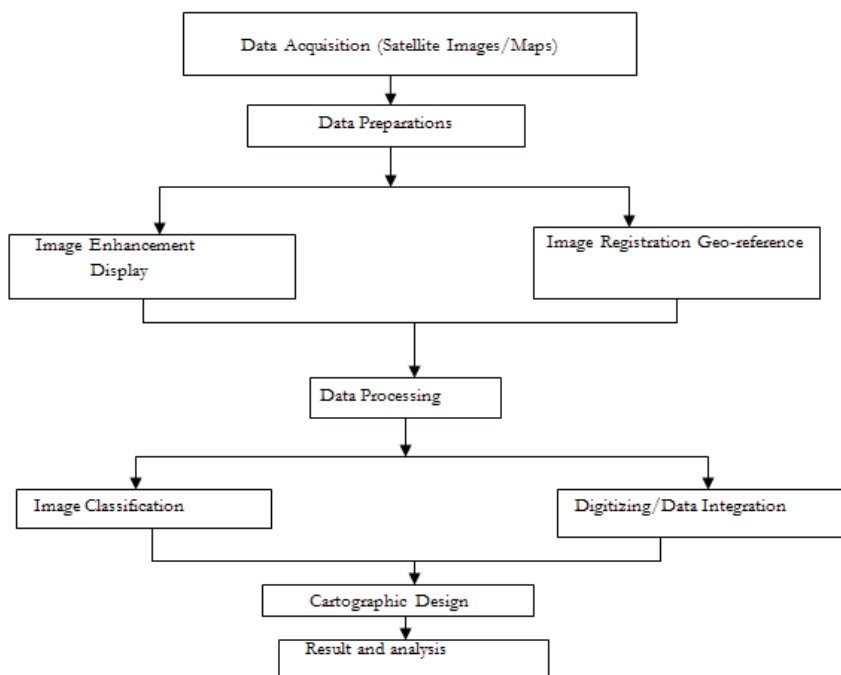 Data Acquisition (Satellite Images/Maps)
Data Preparations
Image Enhancement
Display
Image Registration Geo-reference
Data Processing
Image Classification
Digitizing/Data Integration
Cartographic Design
Result and analysis